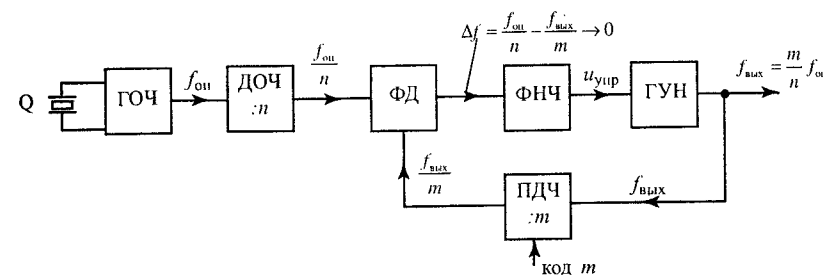 Δf = f_оп/n − f_вых/m → 0
Q
ГОЧ
f_оп
ДОЧ
:n
f_оп/n
ФД
ФНЧ
u_упр
ГУН
f_вых = m/n f_оп
f_вых/m
ПДЧ
:m
f_вых
код m